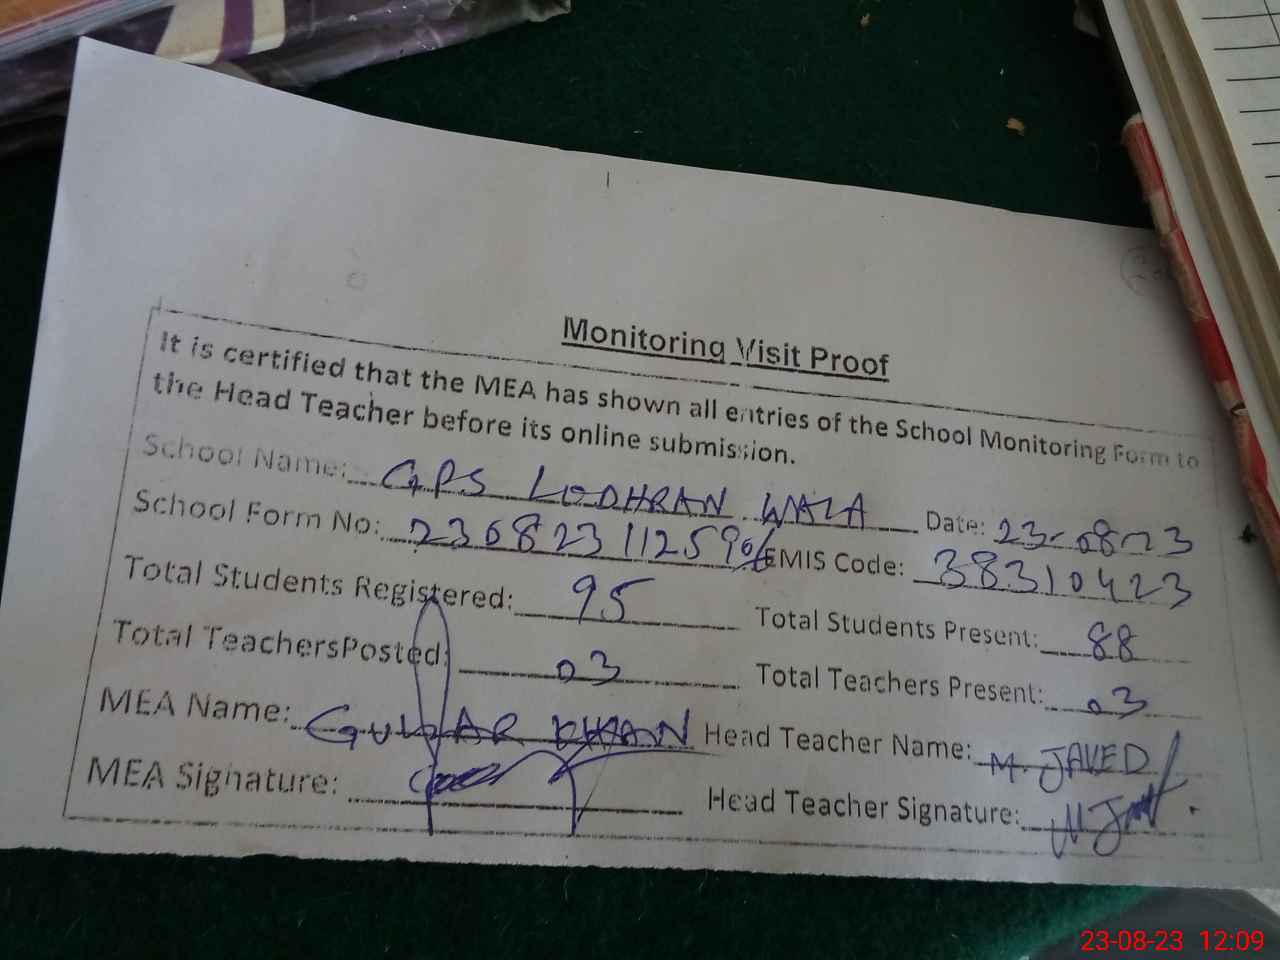 Monitoring Visit Proof
It is certified that the MEA has shown all entries of the School Monitoring Form to
the Head Teacher before its online submission.
School Name: GPS LODHRAN WALA Date: 23-08-23
School Form No: EMIS Code: 38310423
Total Students Registered: 95 Total Students Present: 88
Total TeachersPosted: 03 Total Teachers Present: 03
MEA Name: GULZAR KHAN Head Teacher Name: M. JAVED
MEA Signature: Head Teacher Signature:
23-08-23 12:09